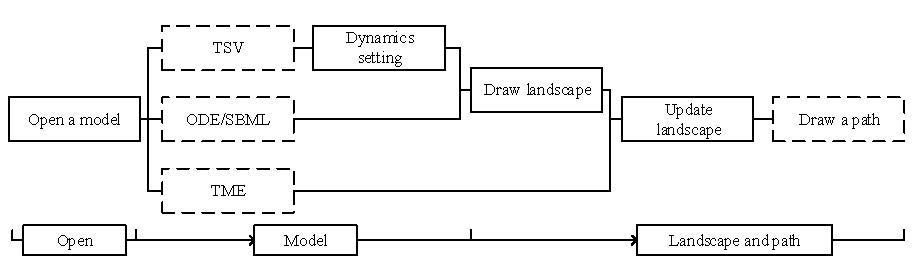 TSV
Dynamics
setting
Draw landscape
Open a model
ODE/SBML
Update
landscape
Draw a path
TME
Open
Model
Landscape and path